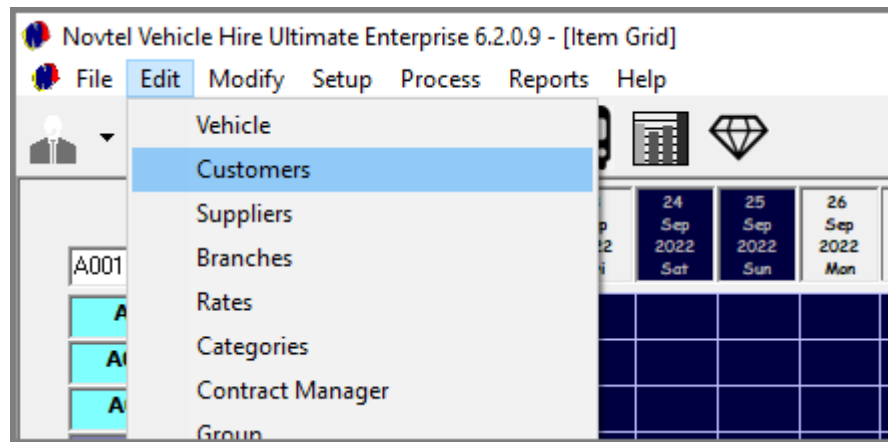 Novtel Vehicle Hire Ultimate Enterprise 6.2.0.9 - [Item Grid]
File Edit Modify Setup Process Reports Help
Vehicle
Customers
Suppliers
Branches
Rates
Categories
Contract Manager
Group
A001
24 Sep 2022 Sat
25 Sep 2022 Sun
26 Sep 2022 Mon